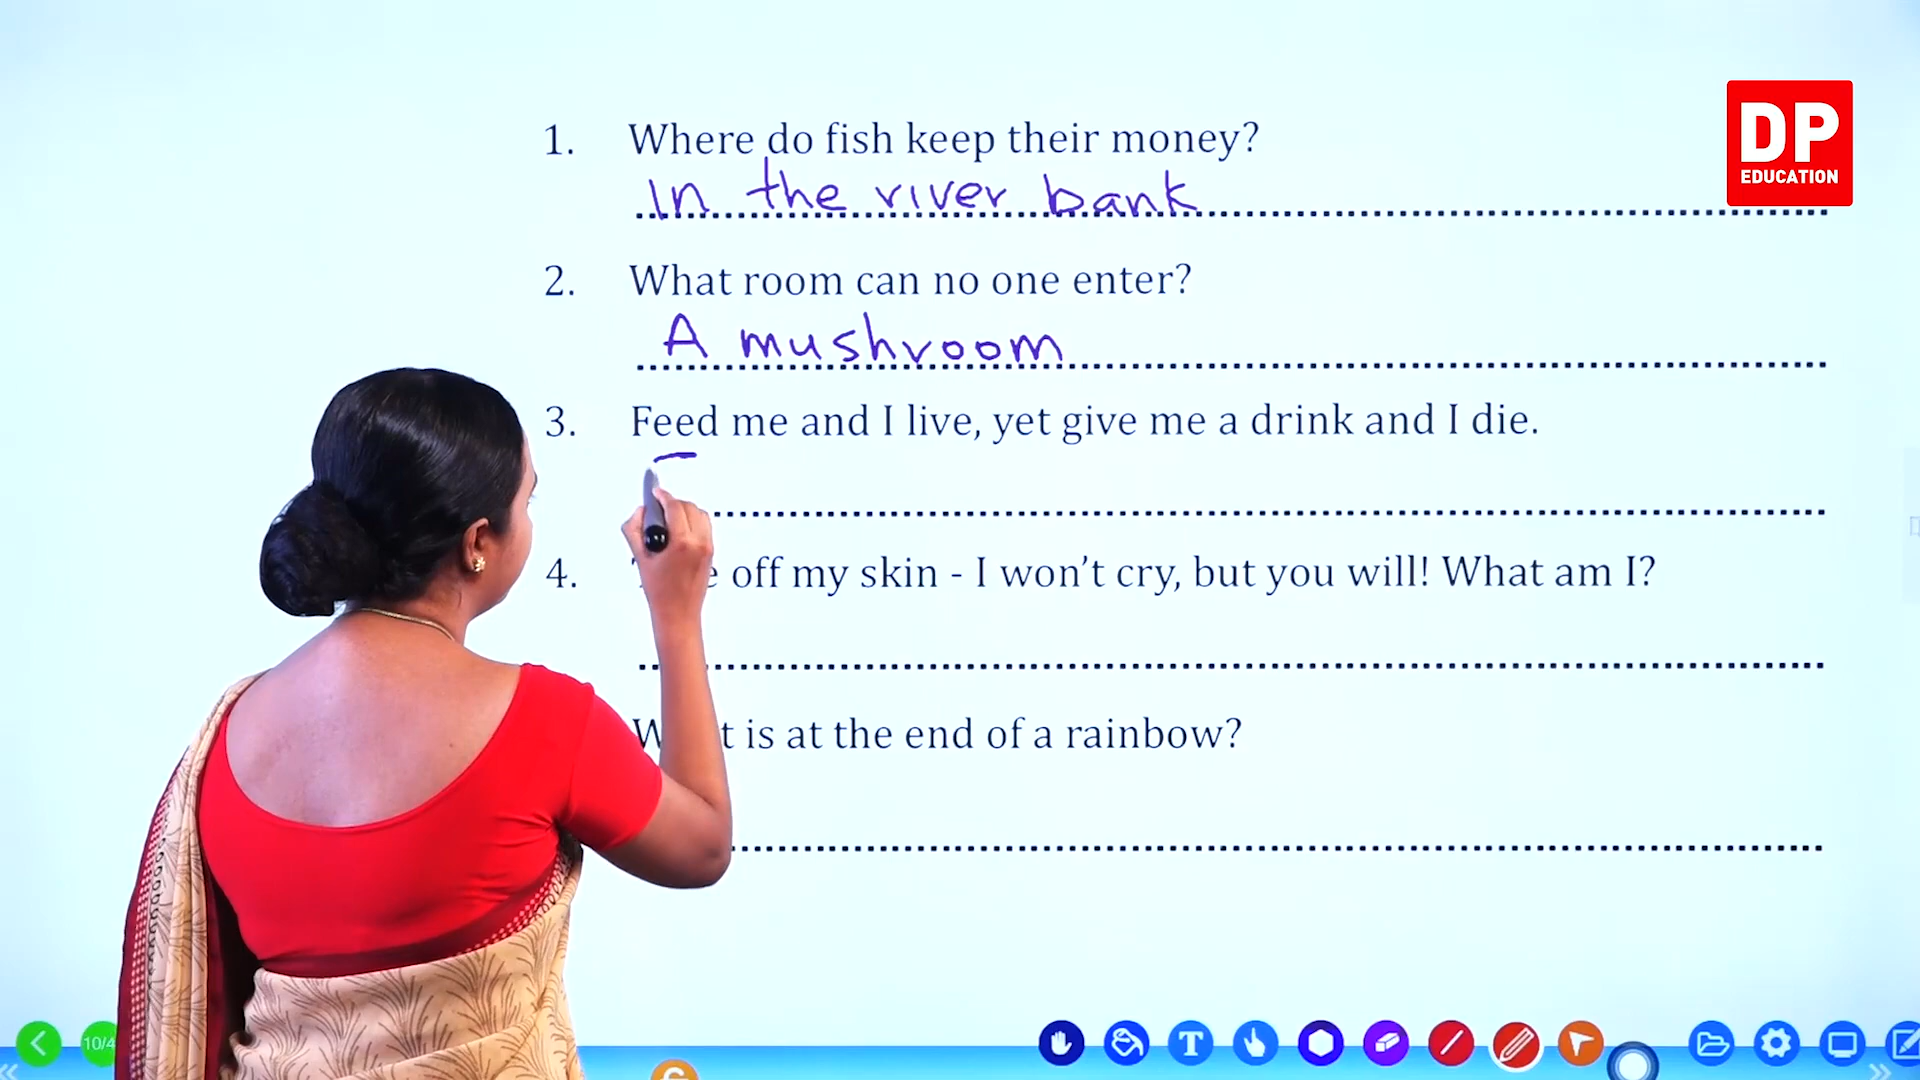 DP
EDUCATION
1. Where do fish keep their money?
In the river bank
2. What room can no one enter?
A mushroom
3. Feed me and I live, yet give me a drink and I die.
4. off my skin - I won't cry, but you will! What am I?
is at the end of a rainbow?
10/4
T